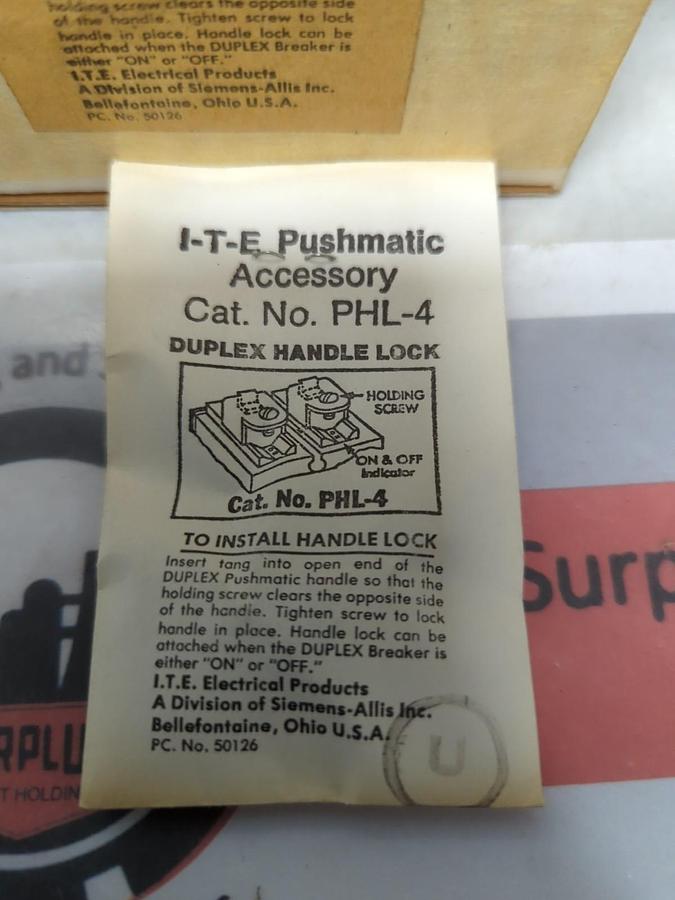 holding screw clears the opposite side
of the handle. Tighten screw to lock
handle in place. Handle lock can be
attached when the DUPLEX Breaker is
either "ON" or "OFF."
I.T.E. Electrical Products
A Division of Siemens-Allis Inc.
Bellefontaine, Ohio U.S.A.
PC. No. 50126
I-T-E Pushmatic
Accessory
Cat. No. PHL-4
DUPLEX HANDLE LOCK
HOLDING
SCREW
ON & OFF
Indicator
Cat. No. PHL-4
TO INSTALL HANDLE LOCK
Insert tang into open end of the
DUPLEX Pushmatic handle so that the
holding screw clears the opposite side
of the handle. Tighten screw to lock
handle in place. Handle lock can be
attached when the DUPLEX Breaker is
either "ON" or "OFF."
I.T.E. Electrical Products
A Division of Siemens-Allis Inc.
Bellefontaine, Ohio U.S.A.
PC. No. 50126
U
and
Surp
RPLU
T HOLDIN